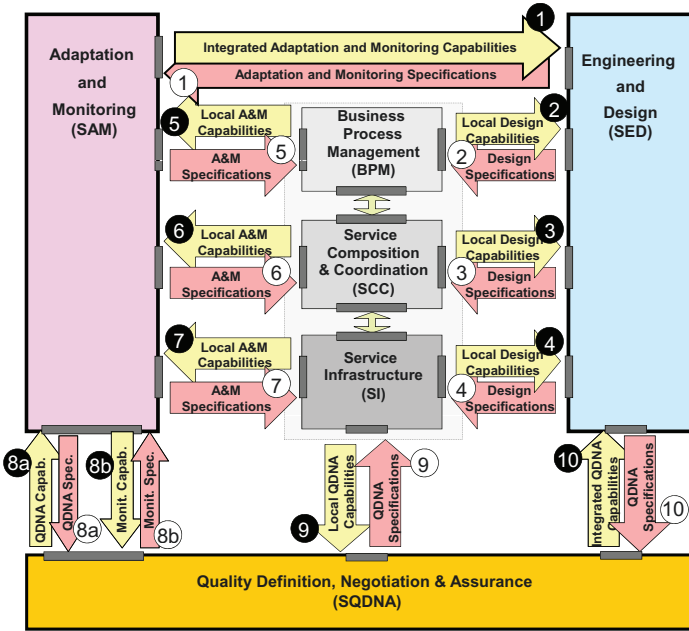 1
Adaptation
and
Monitoring
(SAM)
Integrated Adaptation and Monitoring Capabilities
Adaptation and Monitoring Specifications
1
Engineering
and
Design
(SED)
5
Local A&M
Capabilities
A&M
Specifications
5
Business
Process
Management
(BPM)
2
Local Design
Capabilities
Design
Specifications
2
6
Local A&M
Capabilities
A&M
Specifications
6
Service
Composition
& Coordination
(SCC)
3
Local Design
Capabilities
Design
Specifications
3
7
Local A&M
Capabilities
A&M
Specifications
7
Service
Infrastructure
(SI)
4
Local Design
Capabilities
Design
Specifications
4
8a
QDNA Capab.
QDNA Spec.
8a
8b
Monit. Capab.
Monit. Spec.
8b
9
Local QDNA
Capabilities
QDNA
Specifications
9
10
Integrated QDNA
Capabilities
QDNA
Specifications
10
Quality Definition, Negotiation & Assurance
(SQDNA)